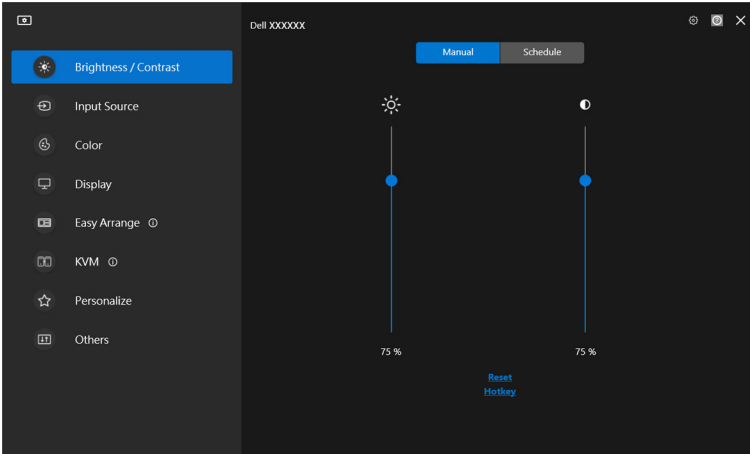 Dell XXXXXX
Manual
Schedule
Brightness / Contrast
Input Source
Color
Display
Easy Arrange
KVM
Personalize
Others
75 %
75 %
Reset
Hotkey